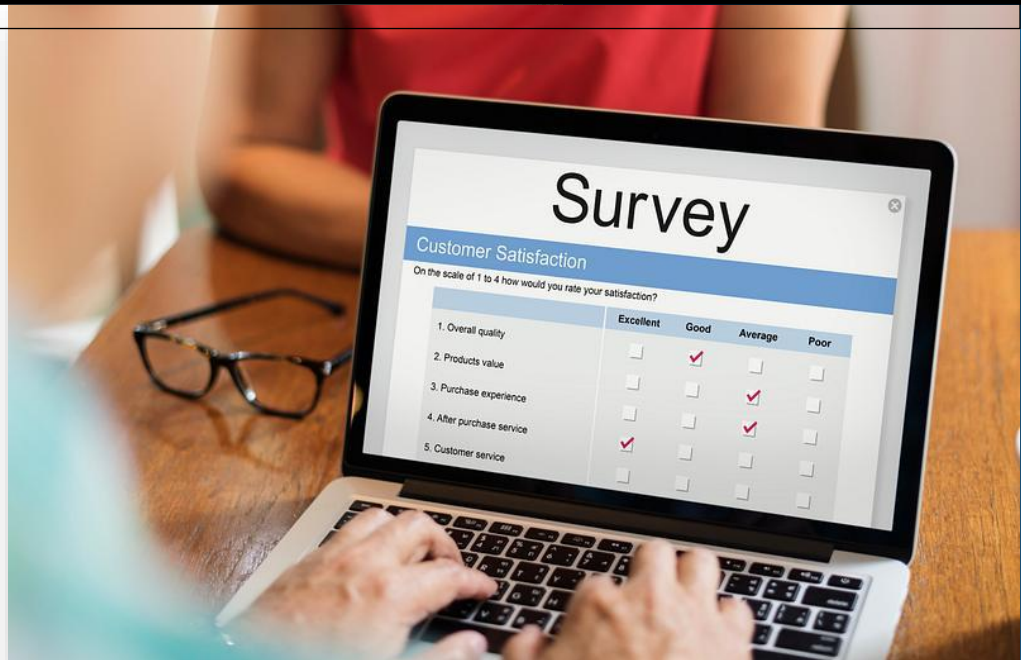 Survey
Customer Satisfaction
On the scale of 1 to 4 how would you rate your satisfaction?
Excellent Good Average Poor
1. Overall quality
2. Products value
3. Purchase experience
4. After purchase service
5. Customer service